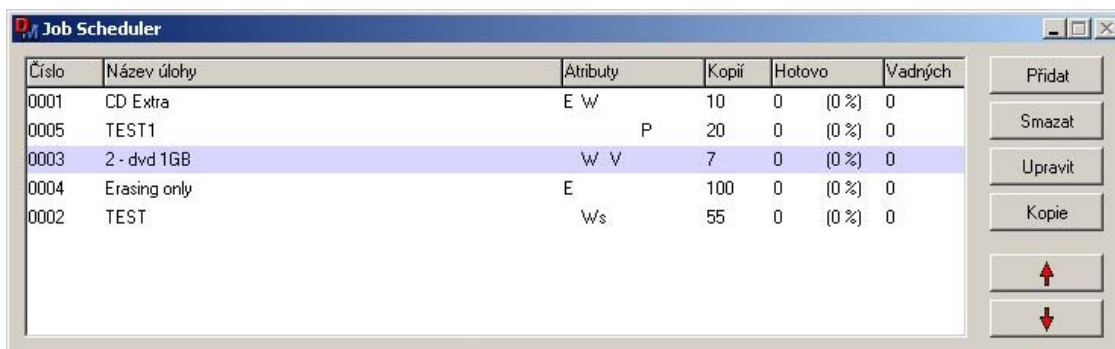 DM Job Scheduler
Číslo Název úlohy Atributy Kopií Hotovo Vadných
0001 CD Extra E W 10 0 (0 %) 0
0005 TEST1 P 20 0 (0 %) 0
0003 2 - dvd 1GB W V 7 0 (0 %) 0
0004 Erasing only E 100 0 (0 %) 0
0002 TEST Ws 55 0 (0 %) 0
Přidat
Smazat
Upravit
Kopie